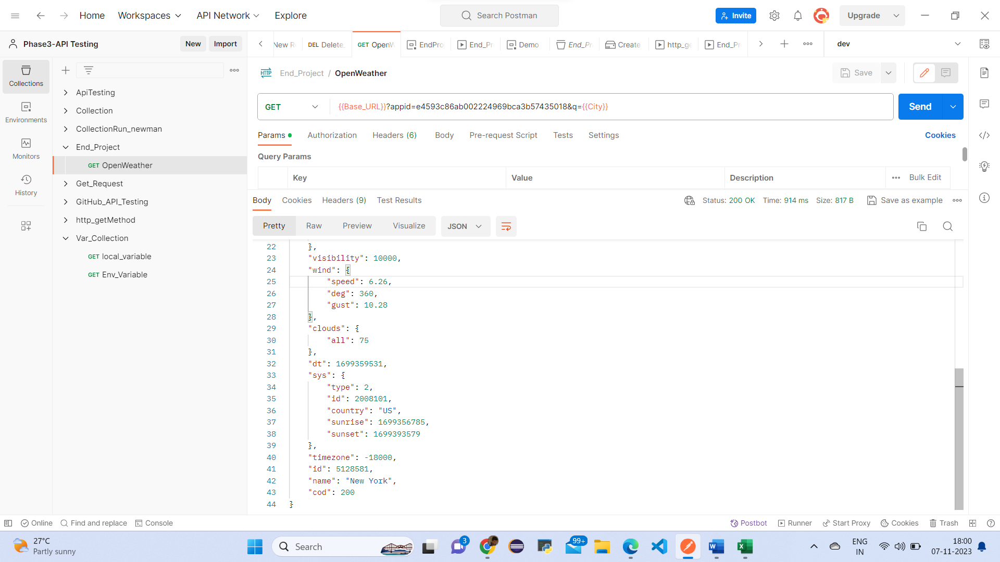 Home Workspaces API Network Explore Search Postman Invite Upgrade
Phase3-API Testing New Import New R DEL Delete_ GET OpenW EndPro End_Pr Demo End_Pr Create http_ge End_Pr dev
Collections
Environments
Monitors
History
ApiTesting
Collection
CollectionRun_newman
End_Project
GET OpenWeather
Get_Request
GitHub_API_Testing
http_getMethod
Var_Collection
GET local_variable
GET Env_Variable
HTTP End_Project / OpenWeather Save
GET {{Base_URL}}?appid=e4593c86ab002224969bca3b57435018&q={{City}} Send
Params Authorization Headers (6) Body Pre-request Script Tests Settings Cookies
Query Params
Key Value Description Bulk Edit
Body Cookies Headers (9) Test Results Status: 200 OK Time: 914 ms Size: 817 B Save as example
Pretty Raw Preview Visualize JSON
22 },
23 "visibility": 10000,
24 "wind": {
25 "speed": 6.26,
26 "deg": 360,
27 "gust": 10.28
28 },
29 "clouds": {
30 "all": 75
31 },
32 "dt": 1699359531,
33 "sys": {
34 "type": 2,
35 "id": 2008101,
36 "country": "US",
37 "sunrise": 1699356785,
38 "sunset": 1699393579
39 },
40 "timezone": -18000,
41 "id": 5128581,
42 "name": "New York",
43 "cod": 200
44 }
Online Find and replace Console Postbot Runner Start Proxy Cookies Trash
27°C
Partly sunny
Search
3
99+
ENG
IN
18:00
07-11-2023